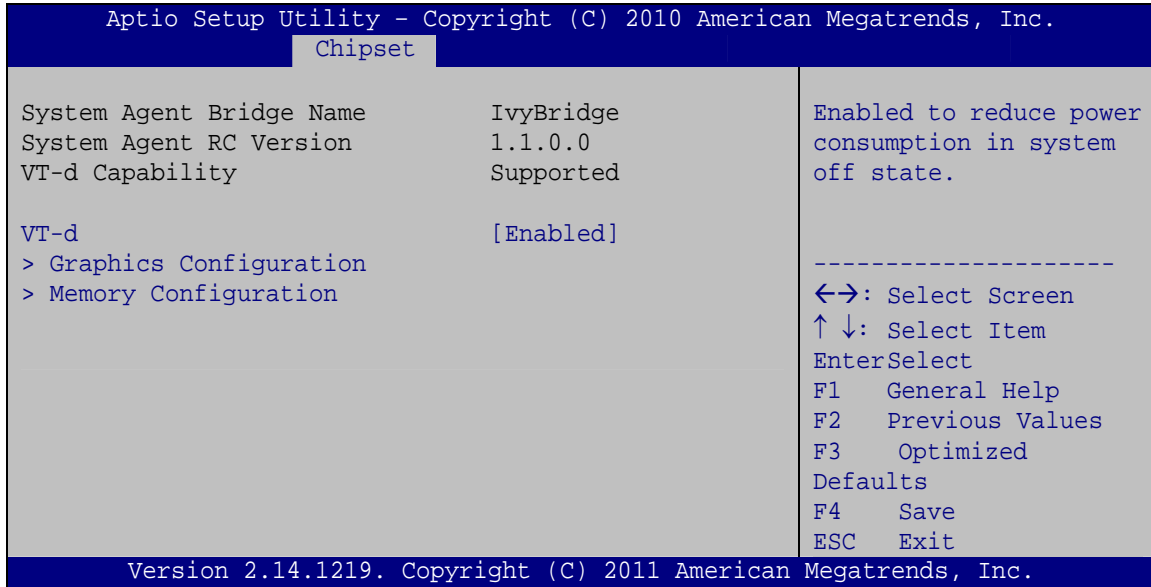 Aptio Setup Utility – Copyright (C) 2010 American Megatrends, Inc.
Chipset
System Agent Bridge Name IvyBridge
System Agent RC Version 1.1.0.0
VT-d Capability Supported
VT-d [Enabled]
> Graphics Configuration
> Memory Configuration
Enabled to reduce power
consumption in system
off state.
---------------------
←→: Select Screen
↑ ↓: Select Item
EnterSelect
F1 General Help
F2 Previous Values
F3 Optimized
Defaults
F4 Save
ESC Exit
Version 2.14.1219. Copyright (C) 2011 American Megatrends, Inc.